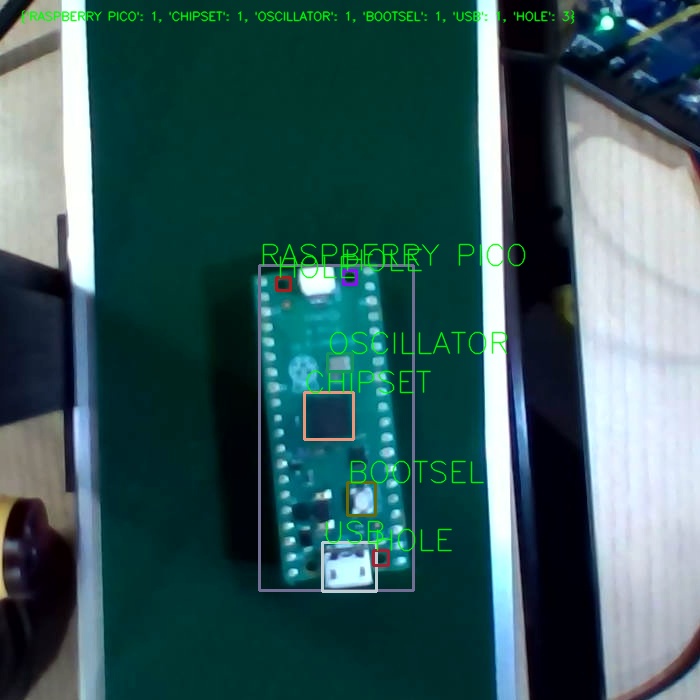 {'RASPBERRY PICO': 1, 'CHIPSET': 1, 'OSCILLATOR': 1, 'BOOTSEL': 1, 'USB': 1, 'HOLE': 3}
RASPBERRY PICO
HOLE
HOLE
OSCILLATOR
CHIPSET
BOOTSEL
USB
HOLE